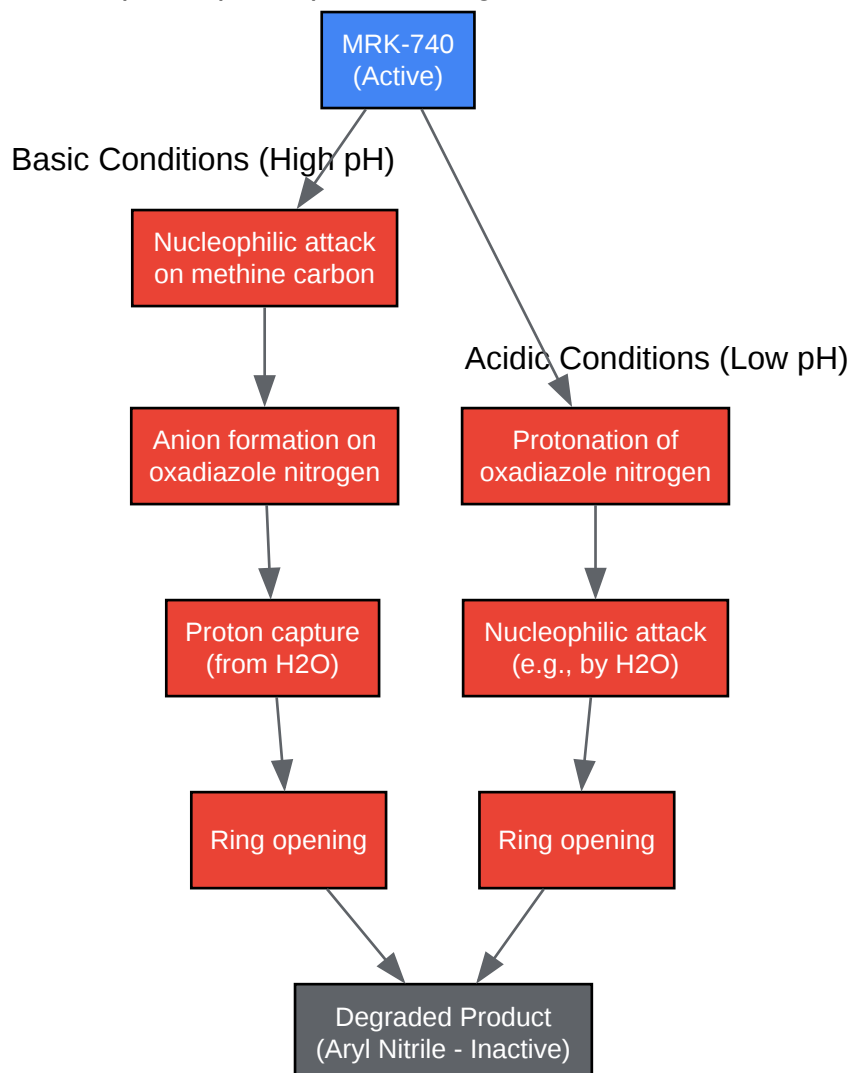 MRK-740
(Active)
Basic Conditions (High pH)
Nucleophilic attack
on methine carbon
Acidic Conditions (Low pH)
Anion formation on
oxadiazole nitrogen
Protonation of
oxadiazole nitrogen
Proton capture
(from H2O)
Nucleophilic attack
(e.g., by H2O)
Ring opening
Ring opening
Degraded Product
(Aryl Nitrile - Inactive)